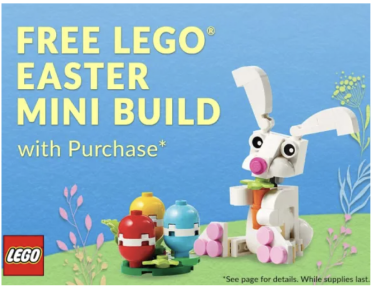 FREE LEGO®
EASTER
MINI BUILD
with Purchase*
LEGO
*See page for details. While supplies last.